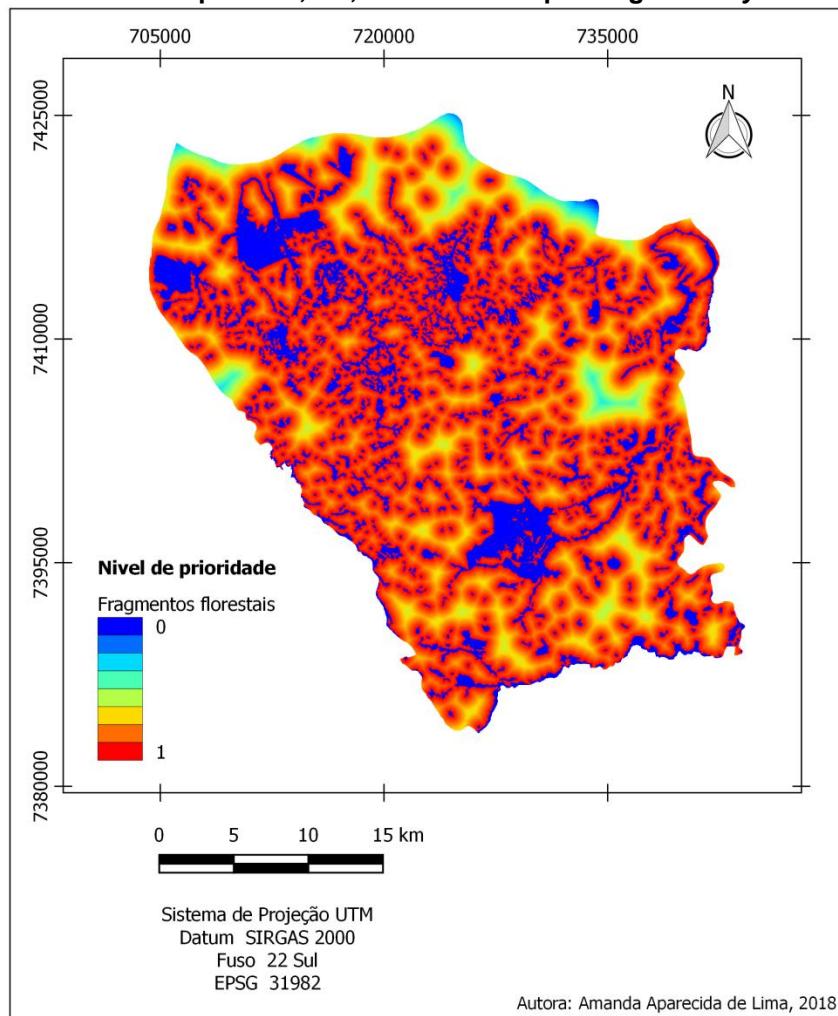 705000 720000 735000
N
7425000
7410000
7395000
7380000
Nivel de prioridade
Fragmentos florestais
0
1
0 5 10 15 km
Sistema de Projeção UTM
Datum SIRGAS 2000
Fuso 22 Sul
EPSG 31982
Autora: Amanda Aparecida de Lima, 2018